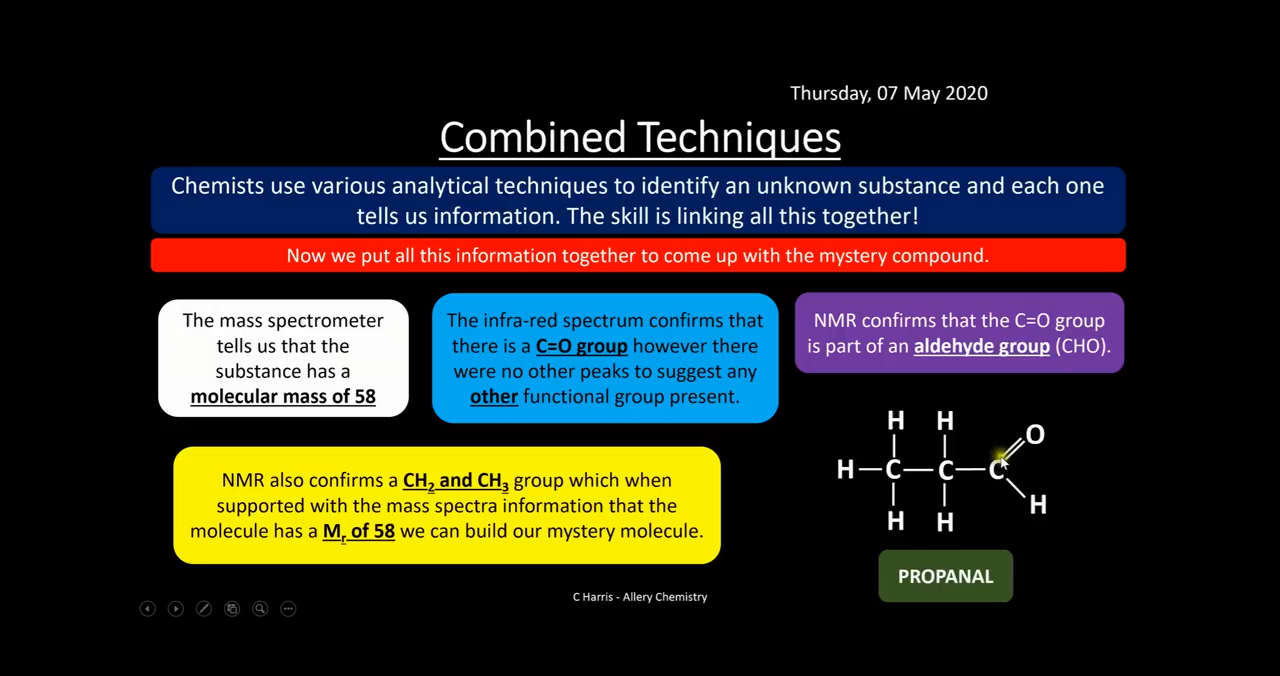 Thursday, 07 May 2020
Combined Techniques
Chemists use various analytical techniques to identify an unknown substance and each one
tells us information. The skill is linking all this together!
Now we put all this information together to come up with the mystery compound.
The mass spectrometer
tells us that the
substance has a
molecular mass of 58
The infra-red spectrum confirms that
there is a C=O group however there
were no other peaks to suggest any
other functional group present.
NMR confirms that the C=O group
is part of an aldehyde group (CHO).
NMR also confirms a CH₂ and CH₃ group which when
supported with the mass spectra information that the
molecule has a Mᵣ of 58 we can build our mystery molecule.
H H O
H C C C
H H H
PROPANAL
C Harris - Allery Chemistry